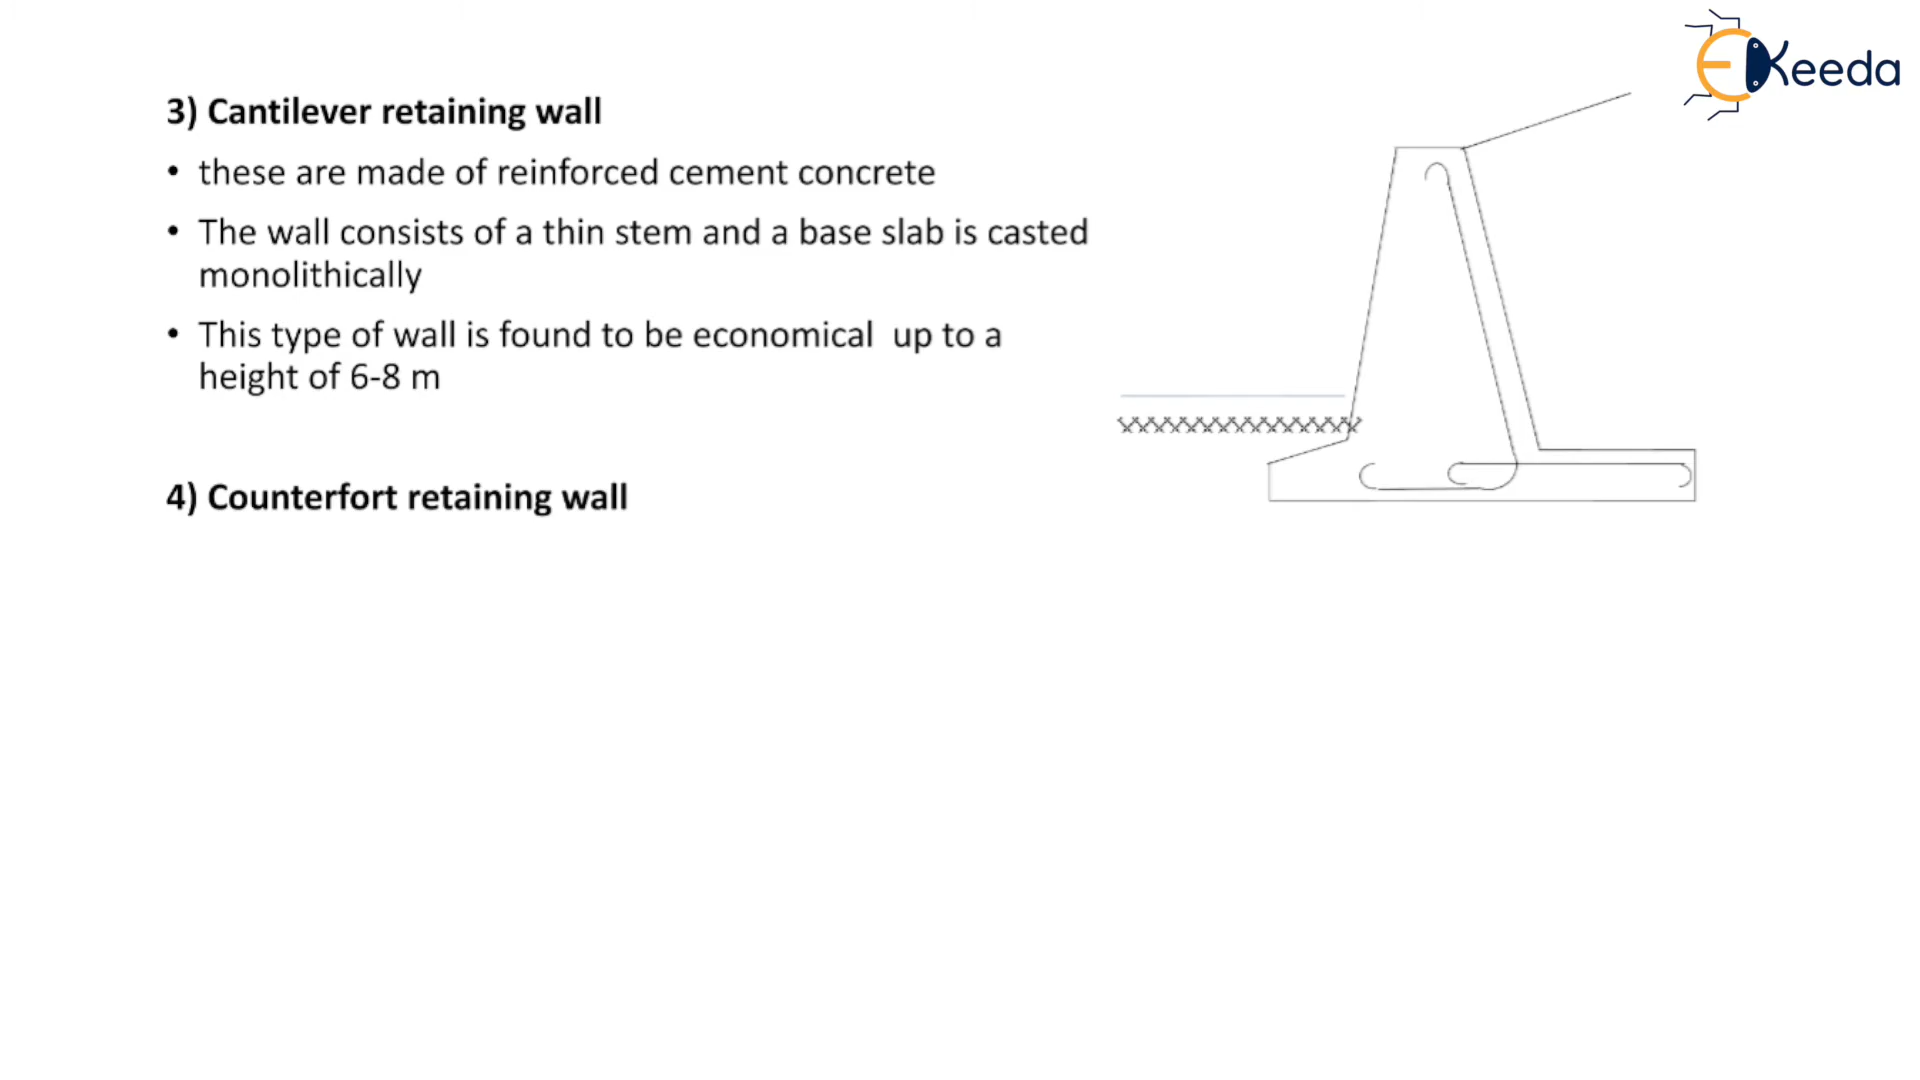 EKeeda
3) Cantilever retaining wall
• these are made of reinforced cement concrete
• The wall consists of a thin stem and a base slab is casted
monolithically
• This type of wall is found to be economical up to a
height of 6-8 m
4) Counterfort retaining wall